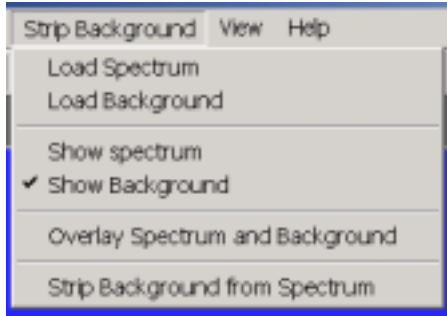 Strip Background View Help
Load Spectrum
Load Background
Show spectrum
✔ Show Background
Overlay Spectrum and Background
Strip Background from Spectrum